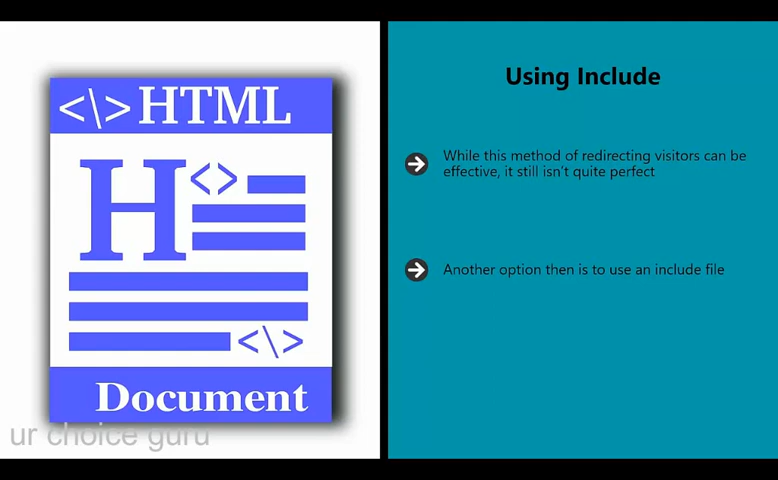 <\>HTML
H<>
<\>
Document
ur choice guru
Using Include
While this method of redirecting visitors can be
effective, it still isn't quite perfect
Another option then is to use an include file